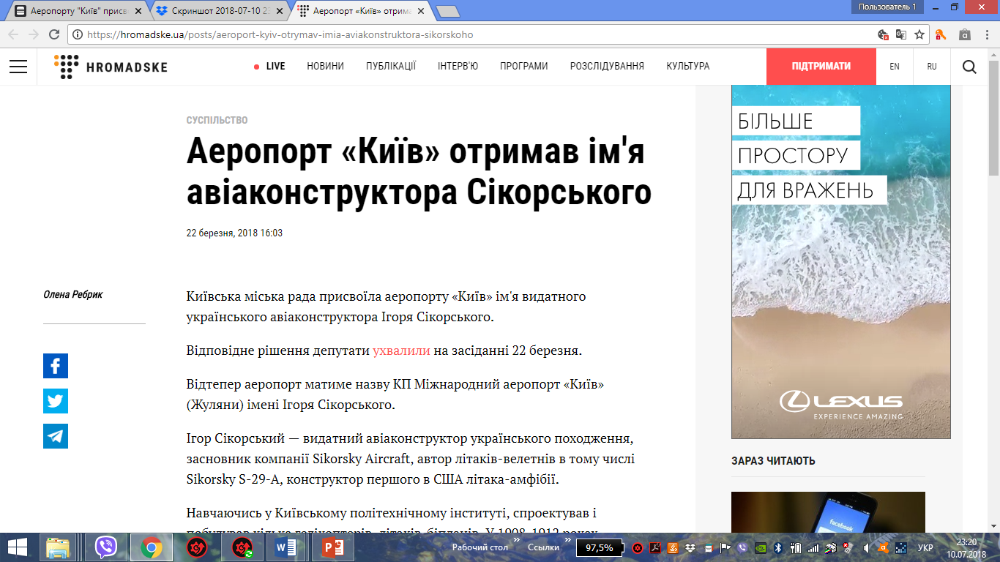 Аеропорту "Київ" присв
Скриншот 2018-07-10 2
Аеропорт «Київ» отрим
Пользователь 1
https://hromadske.ua/posts/aeroport-kyiv-otrymav-imia-aviakonstruktora-sikorskoho
HROMADSKE
LIVE
НОВИНИ
ПУБЛІКАЦІЇ
ІНТЕРВ'Ю
ПРОГРАМИ
РОЗСЛІДУВАННЯ
КУЛЬТУРА
ПІДТРИМАТИ
EN
RU
СУСПІЛЬСТВО
Аеропорт «Київ» отримав ім'я
авіаконструктора Сікорського
22 березня, 2018 16:03
Олена Ребрик
Київська міська рада присвоїла аеропорту «Київ» ім'я видатного
українського авіаконструктора Ігоря Сікорського.
Відповідне рішення депутати ухвалили на засіданні 22 березня.
Відтепер аеропорт матиме назву КП Міжнародний аеропорт «Київ»
(Жуляни) імені Ігоря Сікорського.
Ігор Сікорський — видатний авіаконструктор українського походження,
засновник компанії Sikorsky Aircraft, автор літаків-велетнів в тому числі
Sikorsky S-29-A, конструктор першого в США літака-амфібії.
Навчаючись у Київському політехнічному інституті, спроектував і
БІЛЬШЕ
ПРОСТОРУ
ДЛЯ ВРАЖЕНЬ
LEXUS
EXPERIENCE AMAZING
ЗАРАЗ ЧИТАЮТЬ
facebook
Рабочий стол
Ссылки
97,5%
УКР
23:20
10.07.2018